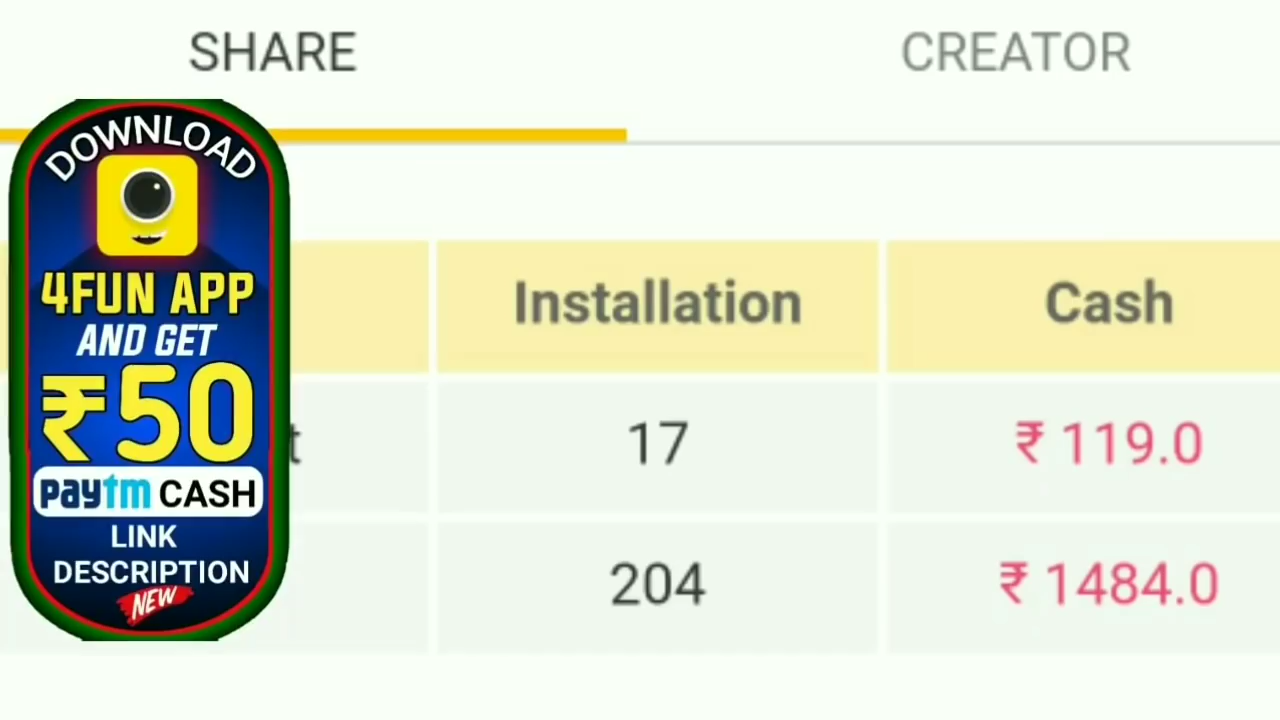 SHARE
CREATOR
DOWNLOAD
4FUN APP
AND GET
₹50
paytm CASH
LINK
DESCRIPTION
NEW
Installation
Cash
t
17
₹ 119.0
204
₹ 1484.0